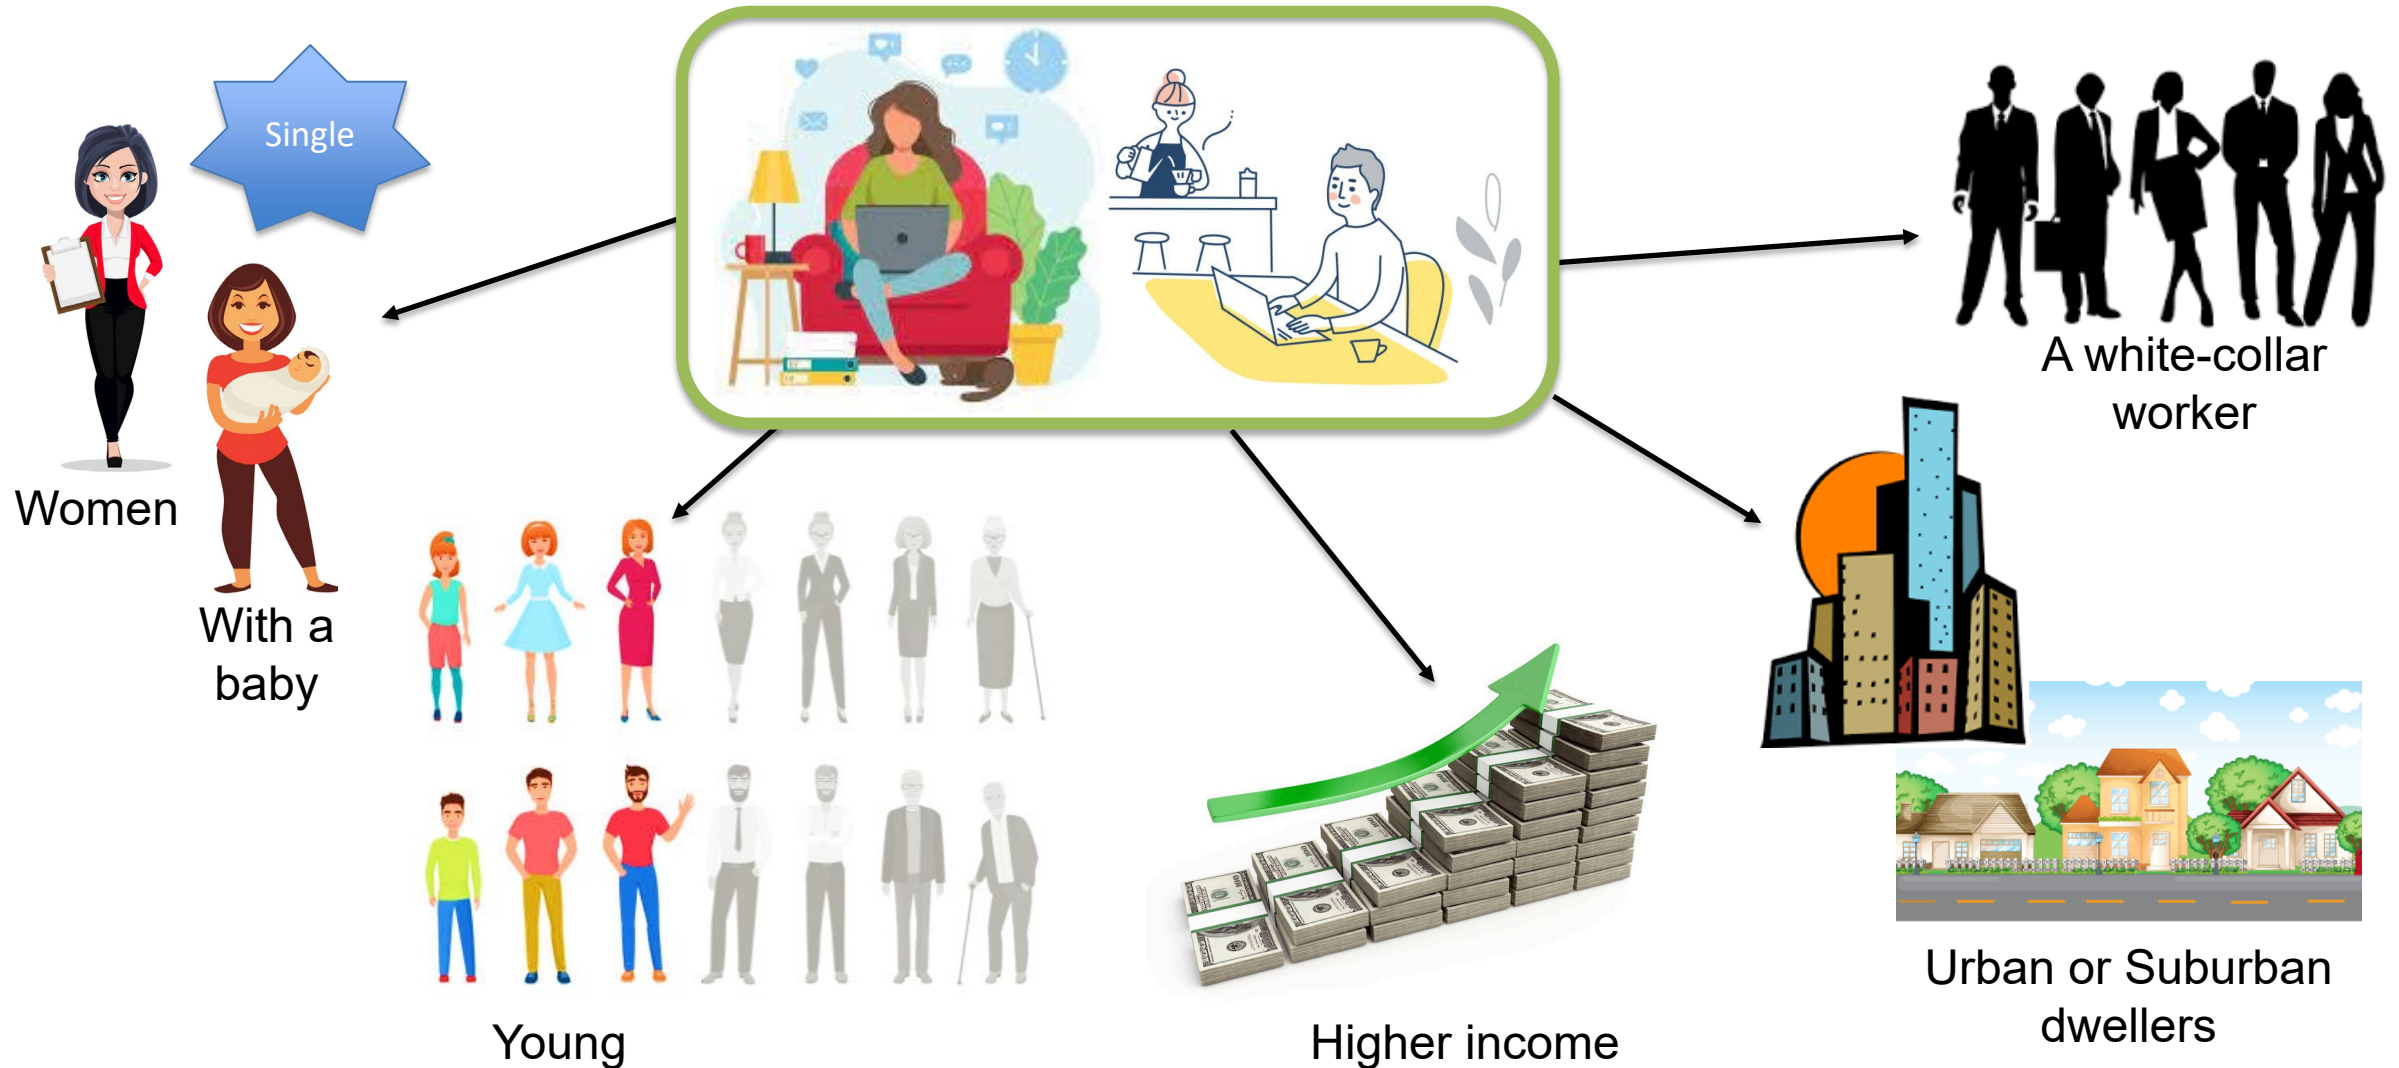 Single
Women
With a
baby
Young
Higher income
A white-collar
worker
Urban or Suburban
dwellers